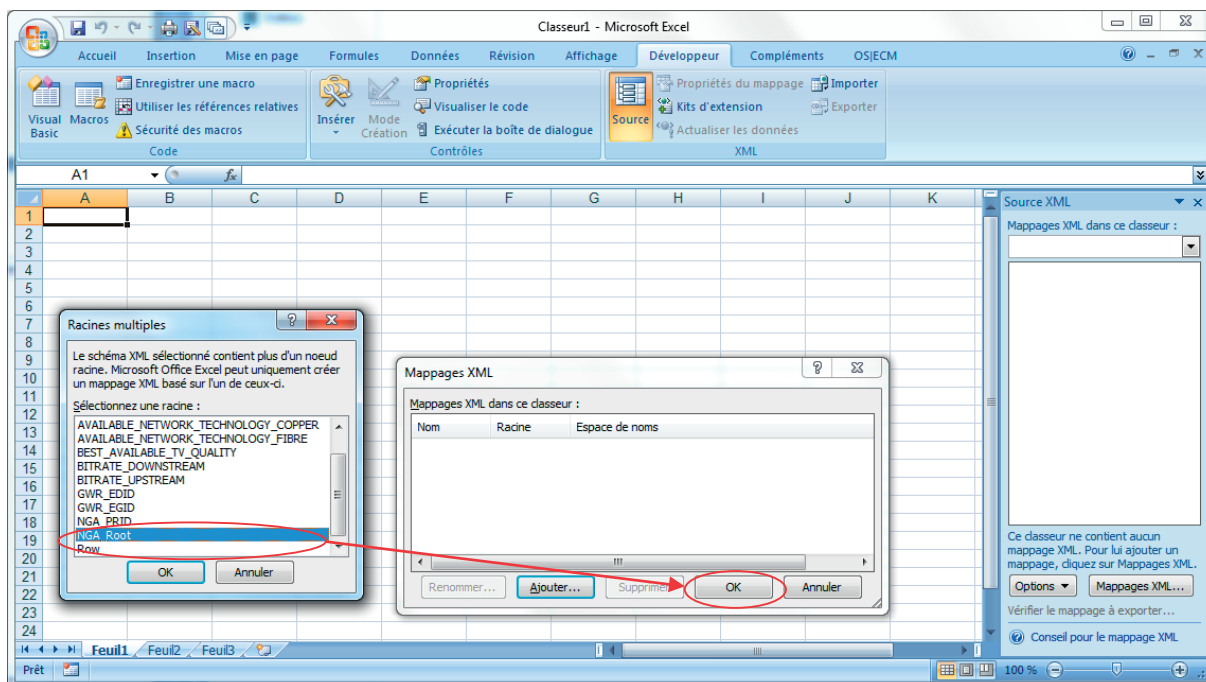 Classeur1 - Microsoft Excel
Accueil Insertion Mise en page Formules Données Révision Affichage Développeur Compléments OS|ECM
Visual Basic
Macros
Enregistrer une macro
Utiliser les références relatives
Sécurité des macros
Code
Insérer
Mode Création
Propriétés
Visualiser le code
Exécuter la boîte de dialogue
Contrôles
Source
Propriétés du mappage
Kits d'extension
Actualiser les données
Importer
Exporter
XML
A1
fx
A B C D E F G H I J K
1
2
3
4
5
6
7
8
9
10
11
12
13
14
15
16
17
18
19
20
21
22
23
24
Racines multiples
Le schéma XML sélectionné contient plus d'un noeud
racine. Microsoft Office Excel peut uniquement créer
un mappage XML basé sur l'un de ceux-ci.
Sélectionnez une racine :
AVAILABLE_NETWORK_TECHNOLOGY_COPPER
AVAILABLE_NETWORK_TECHNOLOGY_FIBRE
BEST_AVAILABLE_TV_QUALITY
BITRATE_DOWNSTREAM
BITRATE_UPSTREAM
GWR_EDID
GWR_EGID
NGA_PRID
NGA_Root
Row
OK Annuler
Mappages XML
Mappages XML dans ce classeur :
Nom Racine Espace de noms
Renommer... Ajouter... Supprimer OK Annuler
Source XML
Mappages XML dans ce classeur :
Ce classeur ne contient aucun
mappage XML. Pour lui ajouter un
mappage, cliquez sur Mappages XML.
Options Mappages XML...
Vérifier le mappage à exporter...
Conseil pour le mappage XML
Feuil1 Feuil2 Feuil3
Prêt
100 %